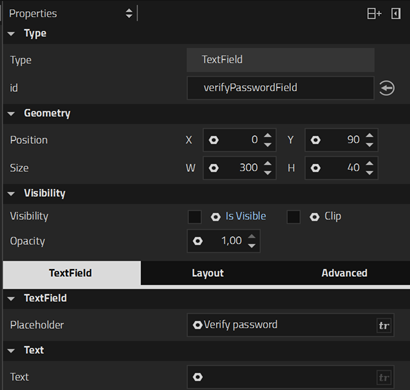 Properties
Type
Type TextField
id verifyPasswordField
Geometry
Position X 0 Y 90
Size W 300 H 40
Visibility
Visibility Is Visible Clip
Opacity 1,00
TextField Layout Advanced
TextField
Placeholder Verify password tr
Text
Text tr